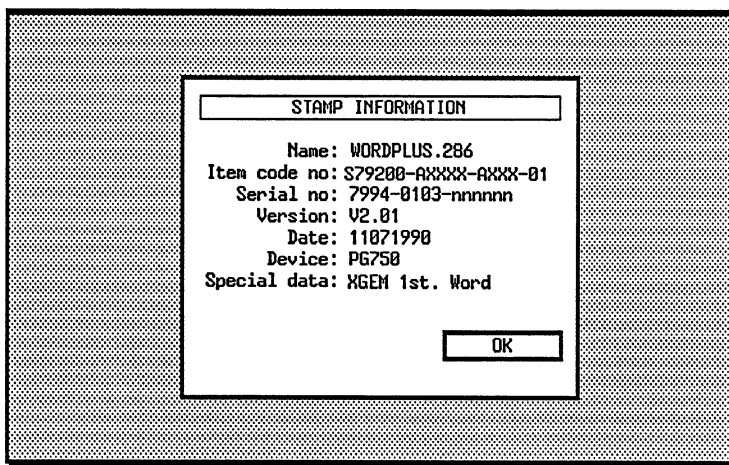 STAMP INFORMATION
Name: WORDPLUS.286
Item code no: S79200-AXXXX-AXXX-01
Serial no: 7994-0103-nnnnnn
Version: V2.01
Date: 11071990
Device: PG750
Special data: XGEM 1st. Word
OK